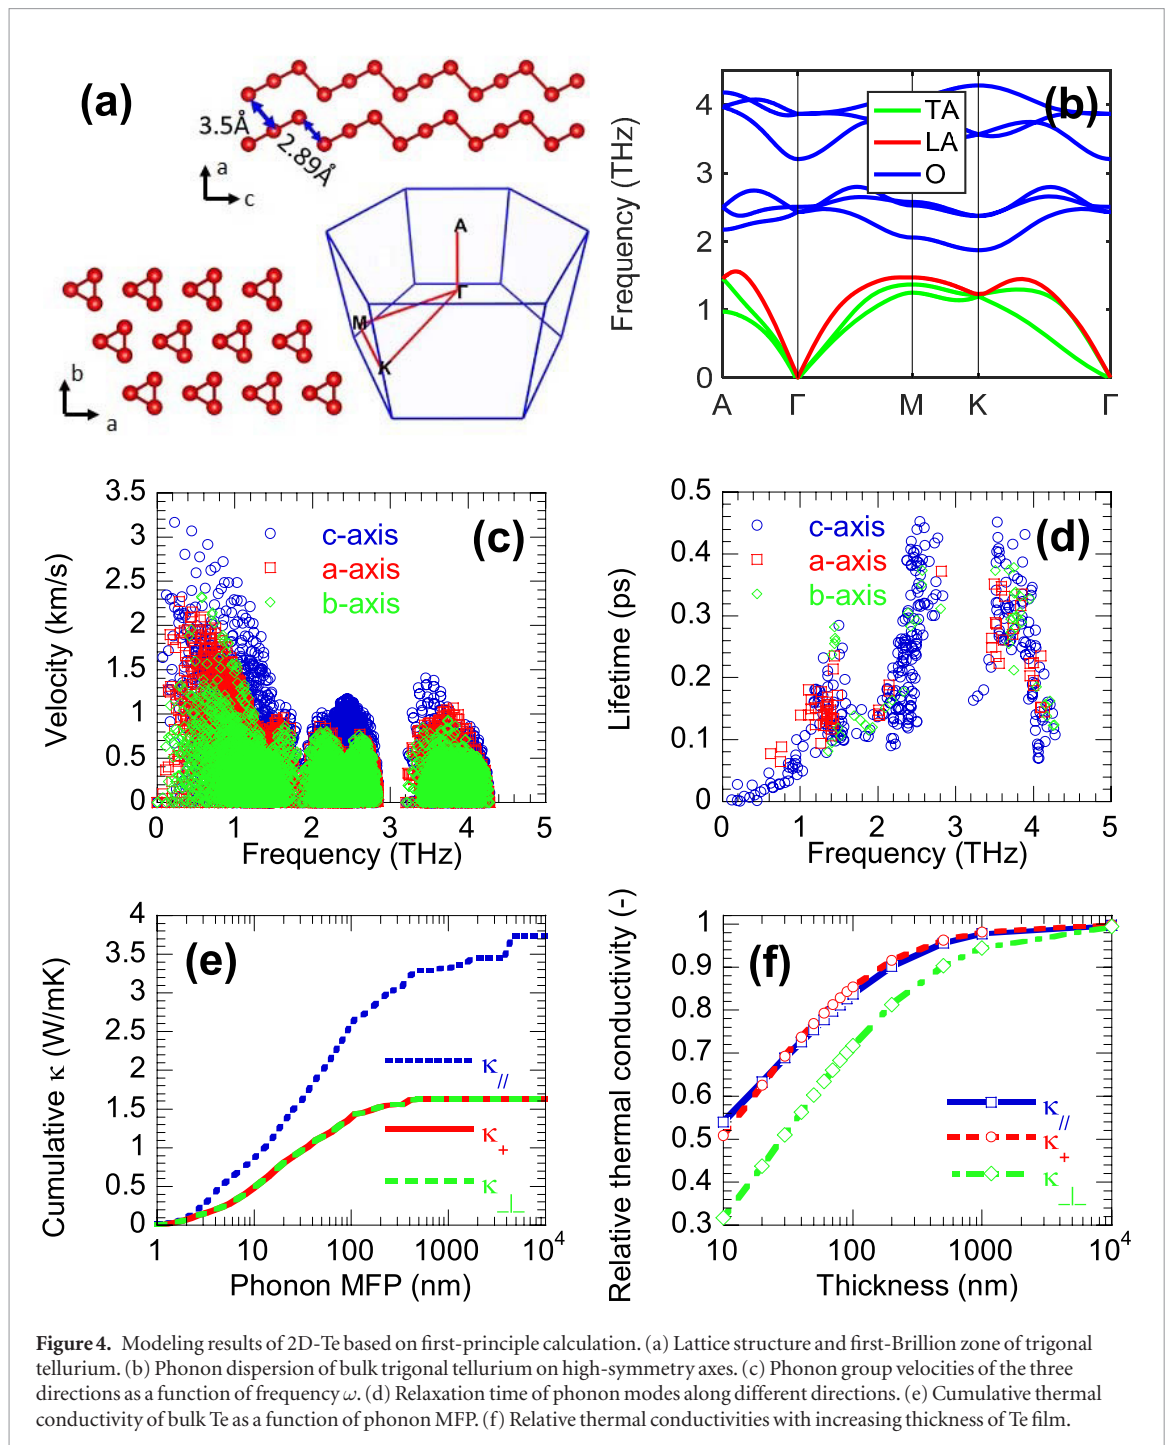 (a)
3.5Å
2.89Å
a
c
A
Γ
M
K
b
a
(b)
TA
LA
O
Frequency (THz)
4
3
2
1
0
A Γ M K Γ
(c)
c-axis
a-axis
b-axis
Velocity (km/s)
3.5
3
2.5
2
1.5
1
0.5
0
0 1 2 3 4 5
Frequency (THz)
(d)
c-axis
a-axis
b-axis
Lifetime (ps)
0.5
0.4
0.3
0.2
0.1
0
0 1 2 3 4 5
Frequency (THz)
(e)
Cumulative κ (W/mK)
4
3.5
3
2.5
2
1.5
1
0.5
0
κ//
κ+
κ⊥
1 10 100 1000 10⁴
Phonon MFP (nm)
(f)
Relative thermal conductivity (-)
1
0.9
0.8
0.7
0.6
0.5
0.4
0.3
κ//
κ+
κ⊥
10 100 1000 10⁴
Thickness (nm)
Figure 4. Modeling results of 2D-Te based on first-principle calculation. (a) Lattice structure and first-Brillion zone of trigonal
tellurium. (b) Phonon dispersion of bulk trigonal tellurium on high-symmetry axes. (c) Phonon group velocities of the three
directions as a function of frequency ω. (d) Relaxation time of phonon modes along different directions. (e) Cumulative thermal
conductivity of bulk Te as a function of phonon MFP. (f) Relative thermal conductivities with increasing thickness of Te film.